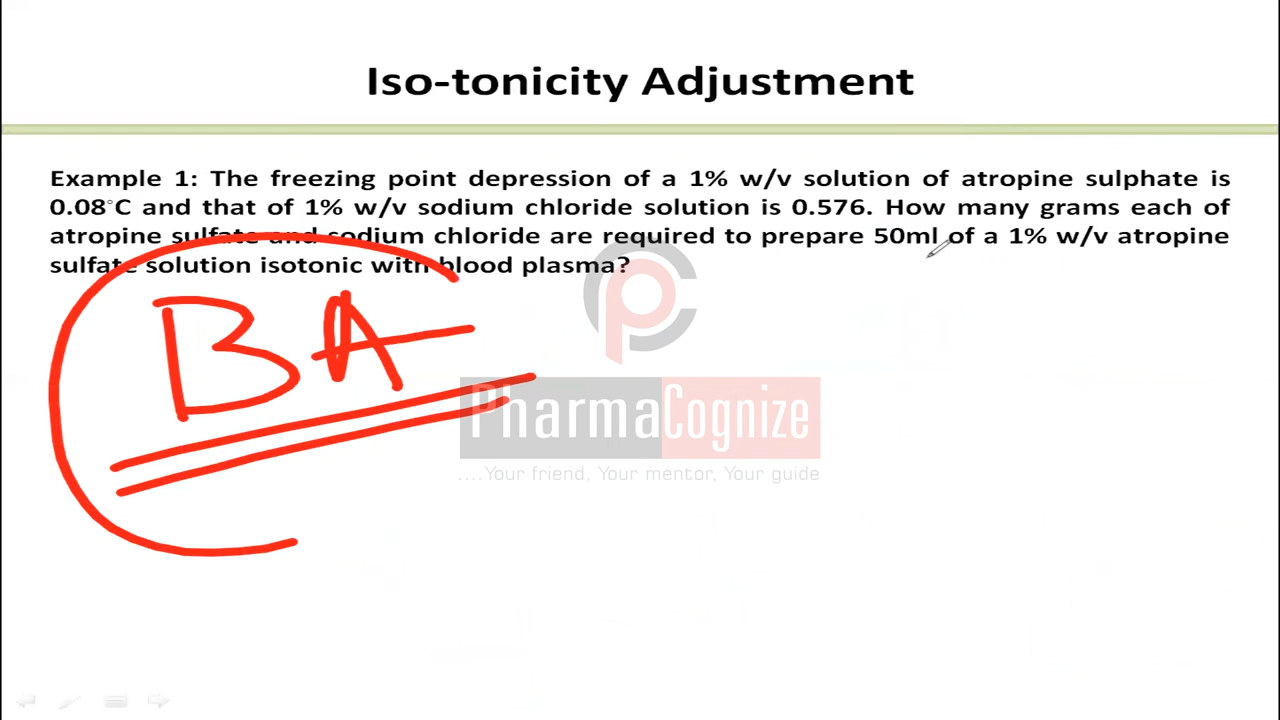 Iso-tonicity Adjustment
Example 1: The freezing point depression of a 1% w/v solution of atropine sulphate is
0.08°C and that of 1% w/v sodium chloride solution is 0.576. How many grams each of
atropine sulfate and sodium chloride are required to prepare 50ml of a 1% w/v atropine
sulfate solution isotonic with blood plasma?
BA
PharmaCognize
....Your friend, Your mentor, Your guide